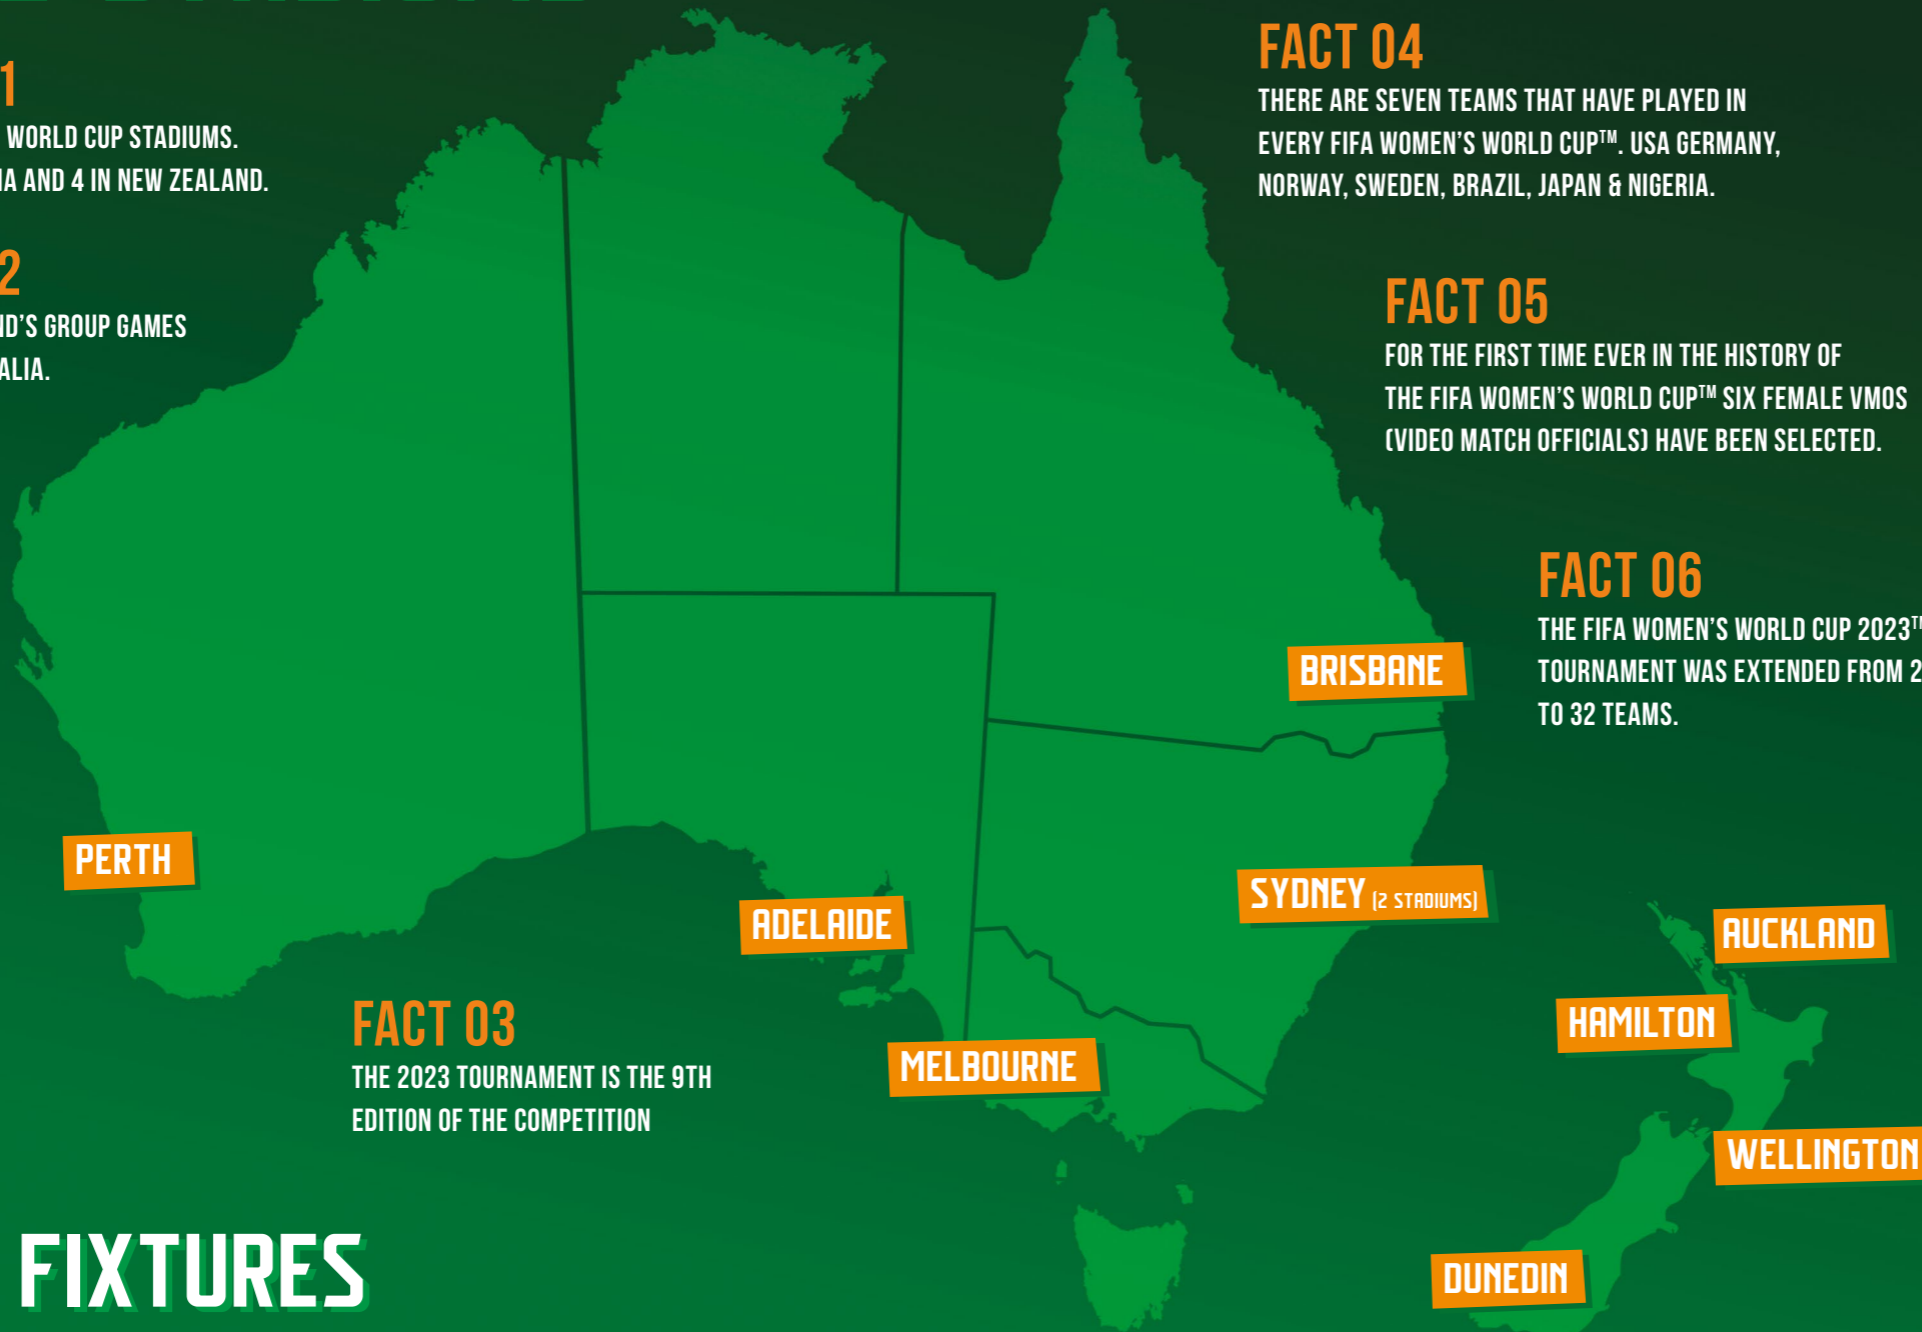 1
WORLD CUP STADIUMS.
IA AND 4 IN NEW ZEALAND.
2
ND'S GROUP GAMES
ALIA.
FACT 03
THE 2023 TOURNAMENT IS THE 9TH
EDITION OF THE COMPETITION
FACT 04
THERE ARE SEVEN TEAMS THAT HAVE PLAYED IN
EVERY FIFA WOMEN'S WORLD CUP™. USA GERMANY,
NORWAY, SWEDEN, BRAZIL, JAPAN & NIGERIA.
FACT 05
FOR THE FIRST TIME EVER IN THE HISTORY OF
THE FIFA WOMEN'S WORLD CUP™ SIX FEMALE VMOS
(VIDEO MATCH OFFICIALS) HAVE BEEN SELECTED.
FACT 06
THE FIFA WOMEN'S WORLD CUP 2023™
TOURNAMENT WAS EXTENDED FROM 2
TO 32 TEAMS.
BRISBANE
PERTH
ADELAIDE
SYDNEY (2 STADIUMS)
MELBOURNE
AUCKLAND
HAMILTON
WELLINGTON
DUNEDIN
FIXTURES